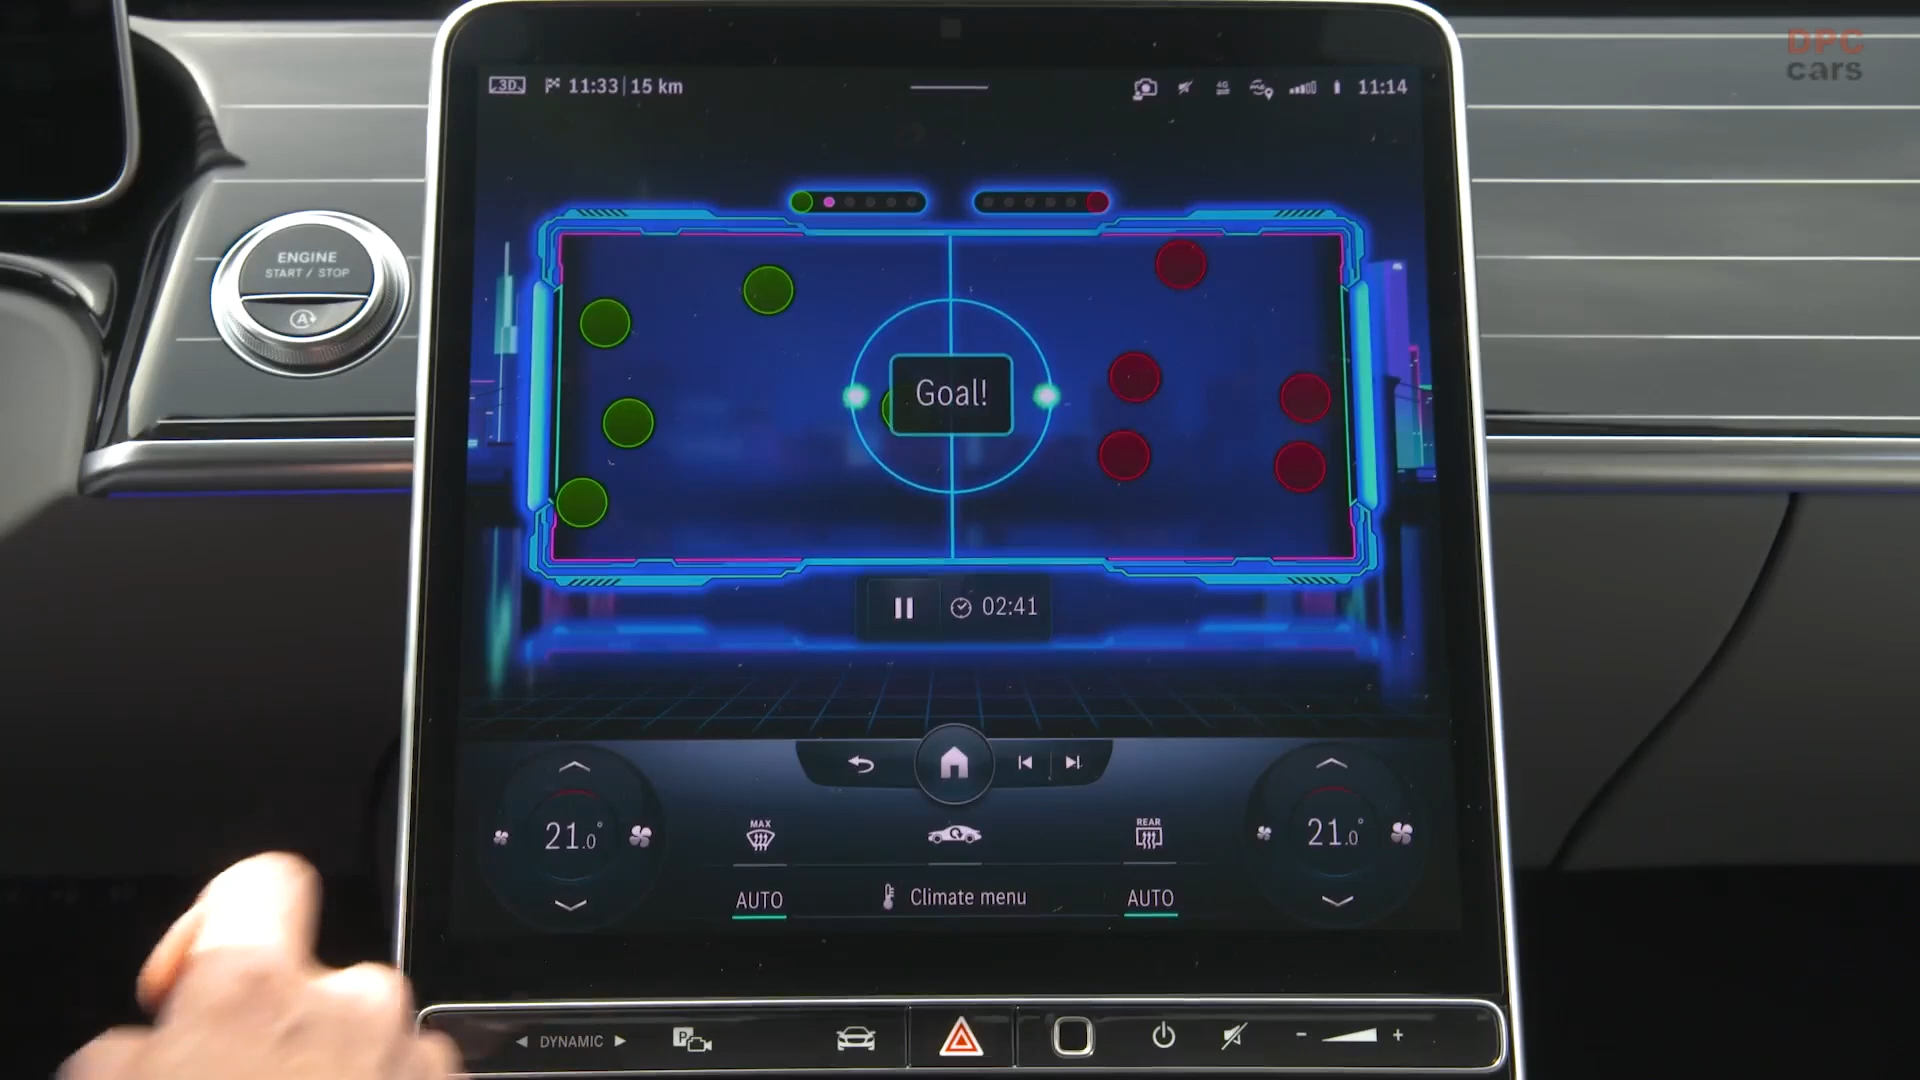 DPC
cars
3D 11:33 15 km
4G 11:14
ENGINE
START / STOP
A
Goal!
02:41
MAX
REAR
21.0°
21.0°
AUTO Climate menu AUTO
DYNAMIC P - +